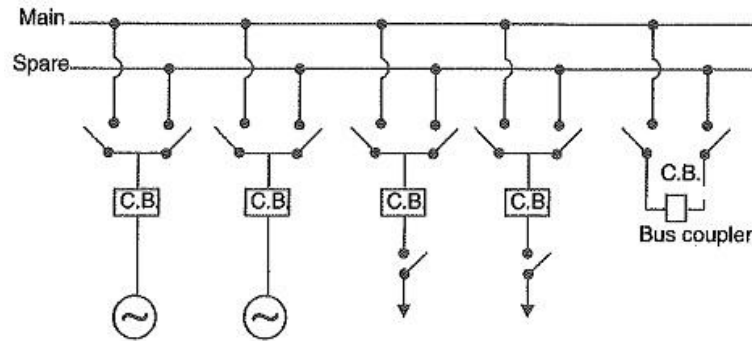 Main
Spare
C.B.
C.B C.B C.B C.B
Bus coupler
~ ~